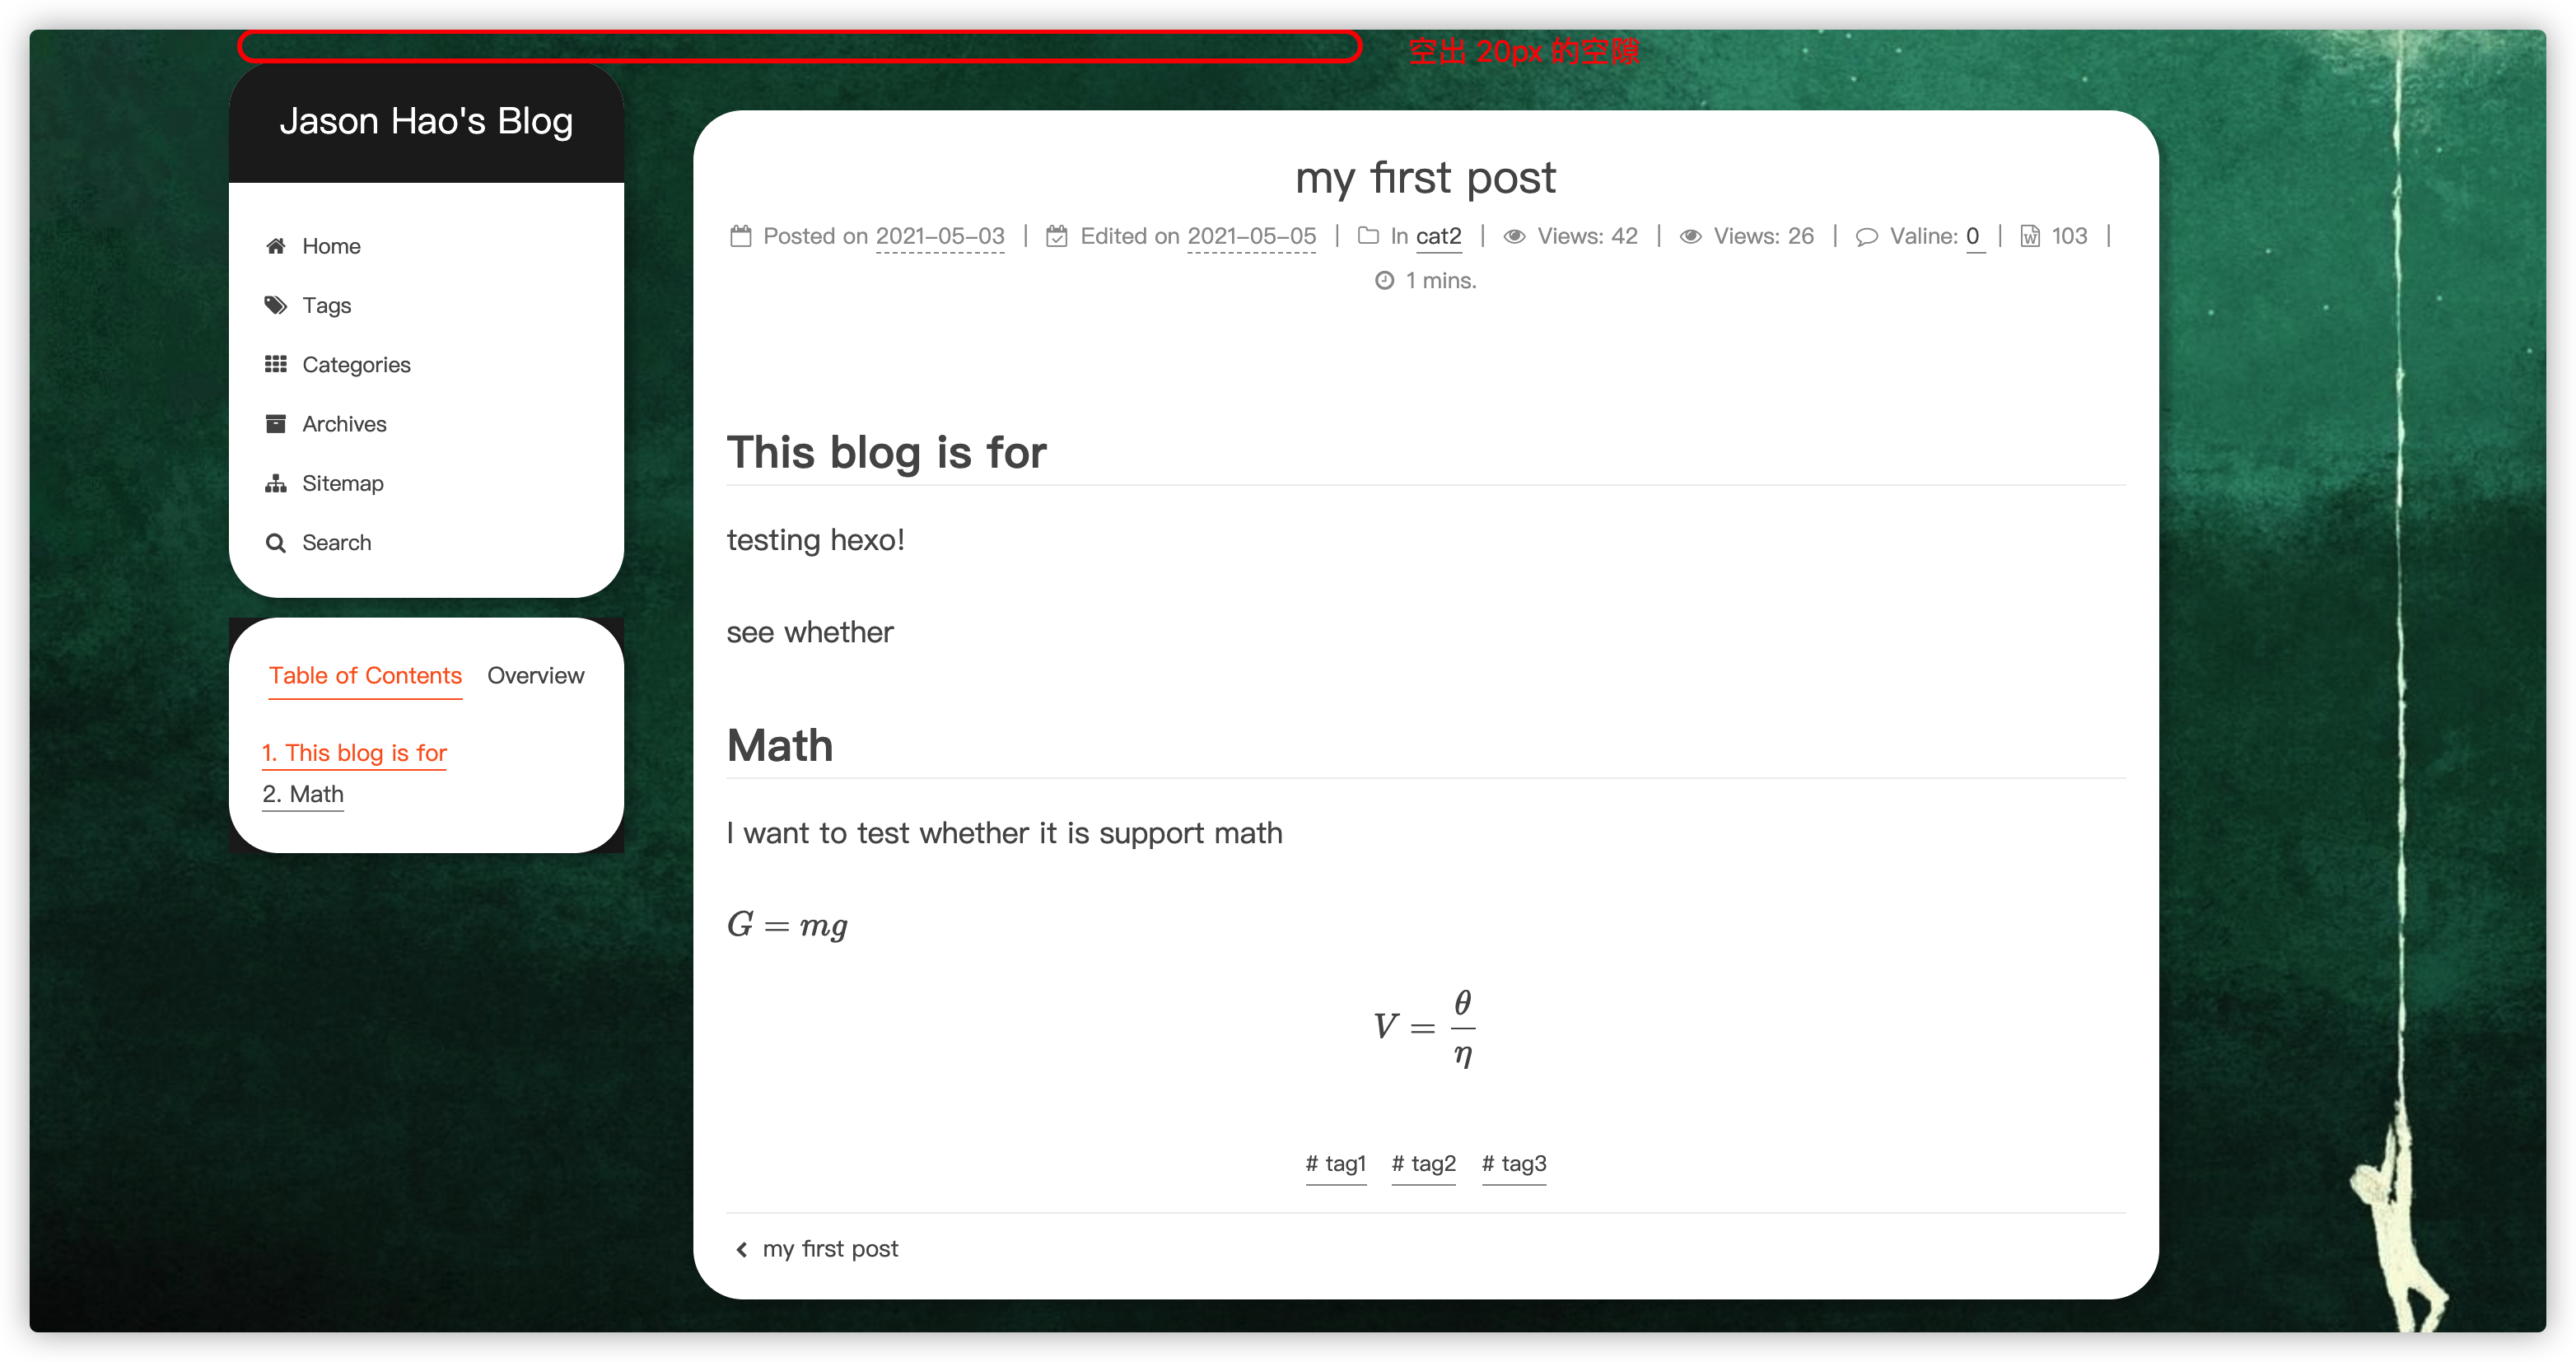 空出 20px 的空隙
Jason Hao's Blog
Home
Tags
Categories
Archives
Sitemap
Search
Table of Contents Overview
1. This blog is for
2. Math
my first post
Posted on 2021-05-03 | Edited on 2021-05-05 | In cat2 | Views: 42 | Views: 26 | Valine: 0 | 103 |
1 mins.
This blog is for
testing hexo!
see whether
Math
I want to test whether it is support math
G = mg
V = θ/η
# tag1 # tag2 # tag3
my first post